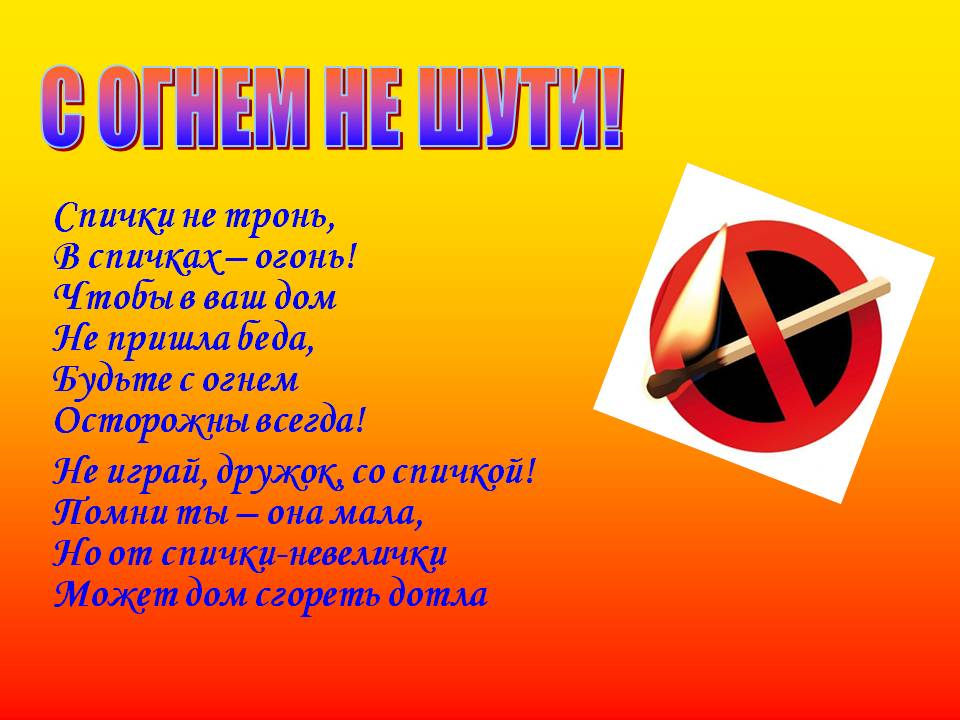 С ОГНЕМ НЕ ШУТИ!
Спички не тронь,
В спичках – огонь!
Чтобы в ваш дом
Не пришла беда,
Будьте с огнем
Осторожны всегда!
Не играй, дружок, со спичкой!
Помни ты – она мала,
Но от спички-невелички
Может дом сгореть дотла